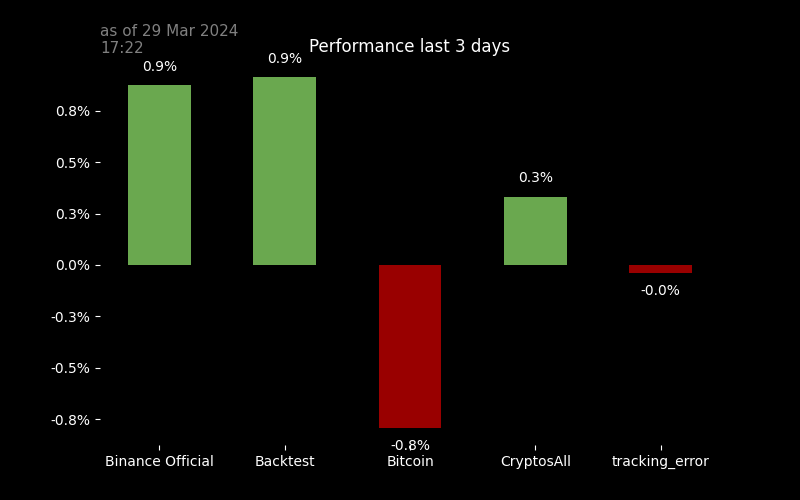 as of 29 Mar 2024
17:22
Performance last 3 days
0.9%
0.9%
0.8%
0.5%
0.3%
0.3%
0.0%
-0.0%
-0.3%
-0.5%
-0.8%
-0.8%
Binance Official
Backtest
Bitcoin
CryptosAll
tracking_error